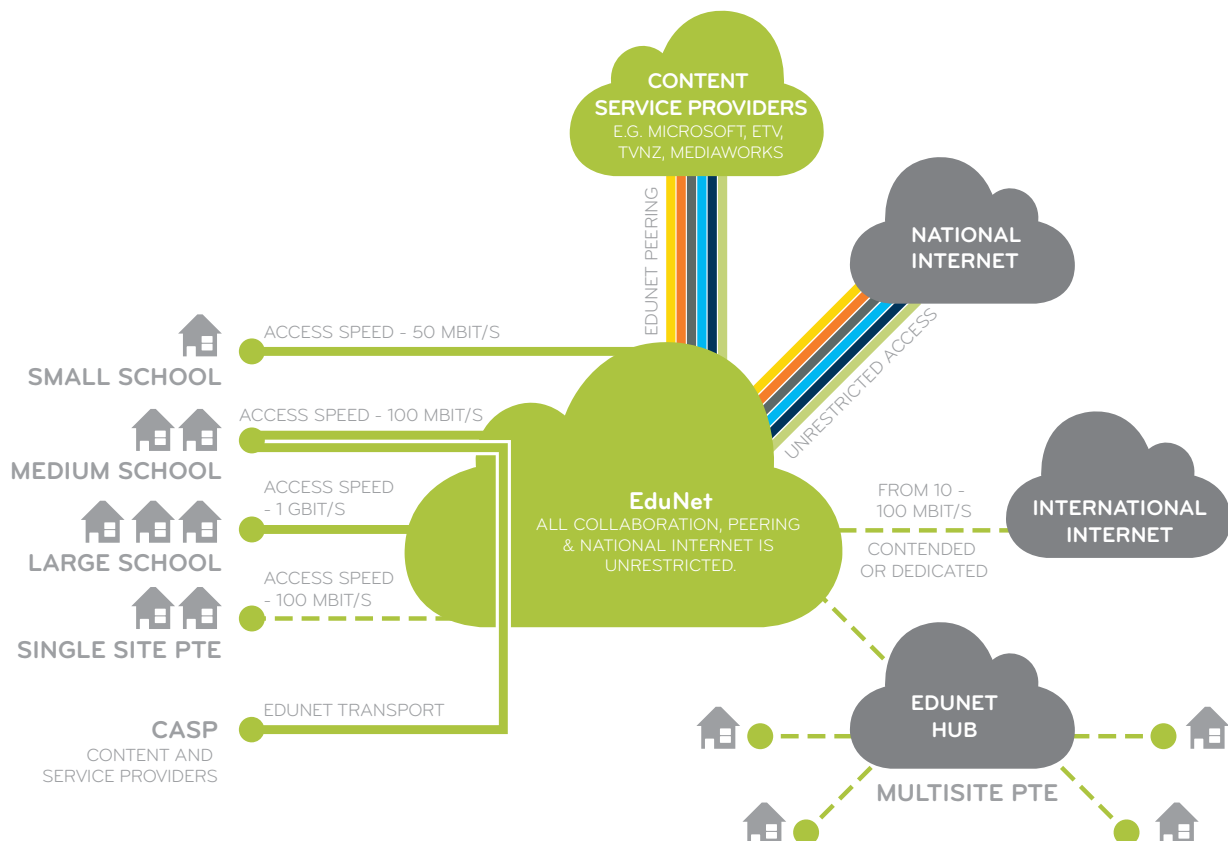 CONTENT
SERVICE PROVIDERS
E.G. MICROSOFT, ETV,
TVNZ, MEDIAWORKS
EDUNET PEERING
NATIONAL
INTERNET
UNRESTRICTED ACCESS
ACCESS SPEED - 50 MBIT/S
SMALL SCHOOL
ACCESS SPEED - 100 MBIT/S
MEDIUM SCHOOL
ACCESS SPEED
- 1 GBIT/S
LARGE SCHOOL
ACCESS SPEED
- 100 MBIT/S
SINGLE SITE PTE
EDUNET TRANSPORT
CASP
CONTENT AND
SERVICE PROVIDERS
EduNet
ALL COLLABORATION, PEERING
& NATIONAL INTERNET IS
UNRESTRICTED.
FROM 10 -
100 MBIT/S
CONTENDED
OR DEDICATED
INTERNATIONAL
INTERNET
EDUNET
HUB
MULTISITE PTE